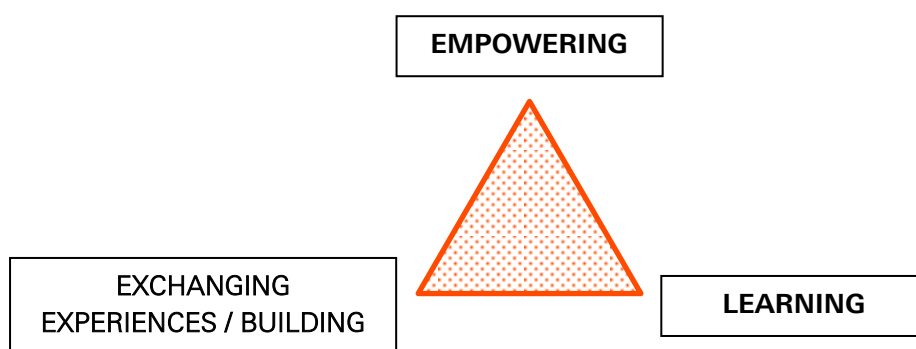 EMPOWERING
EXCHANGING
EXPERIENCES / BUILDING
LEARNING